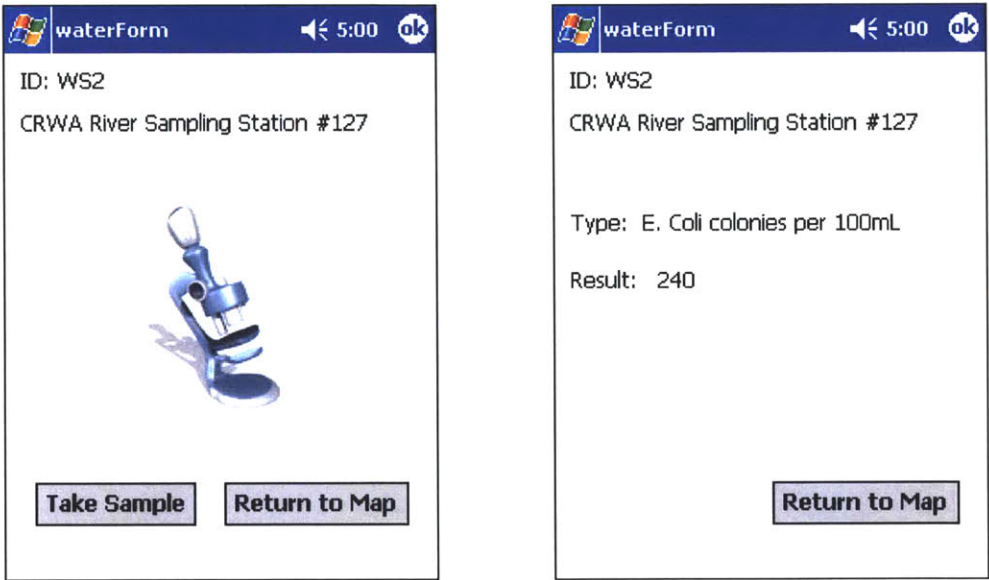 waterForm 5:00 ok
ID: WS2
CRWA River Sampling Station #127
Take Sample Return to Map
waterForm 5:00 ok
ID: WS2
CRWA River Sampling Station #127
Type: E. Coli colonies per 100mL
Result: 240
Return to Map